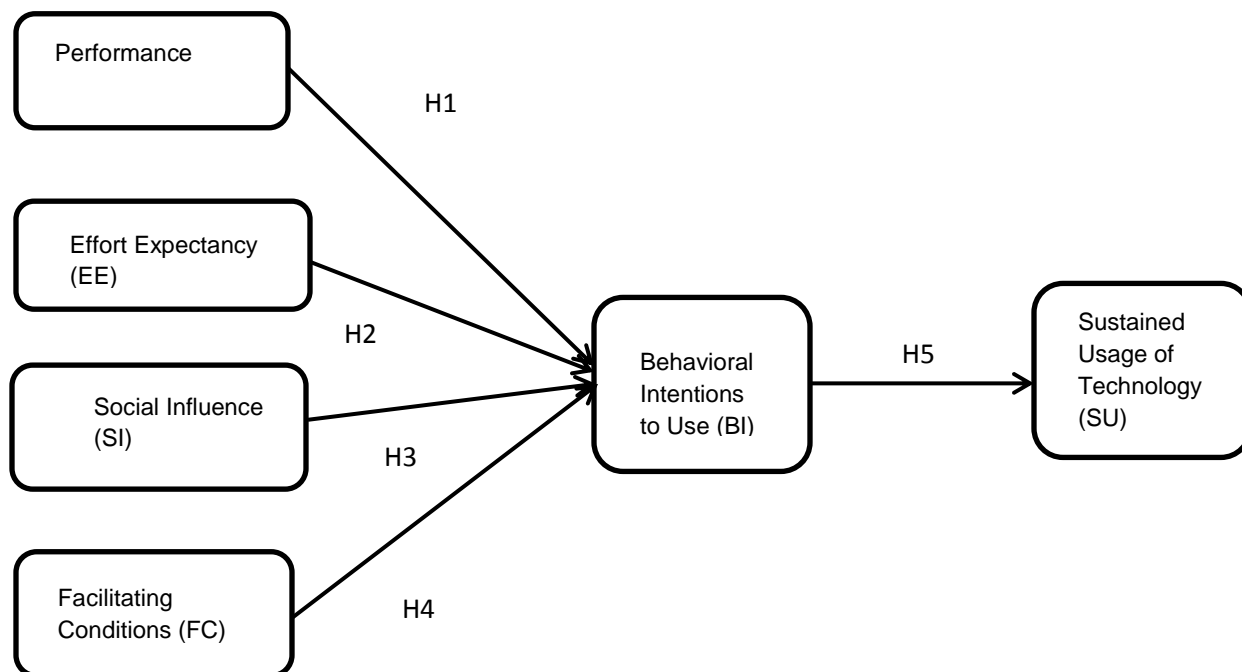 Performance
H1
Effort Expectancy
(EE)
H2
Social Influence
(SI)
H3
Facilitating
Conditions (FC)
H4
Behavioral
Intentions
to Use (BI)
H5
Sustained
Usage of
Technology
(SU)